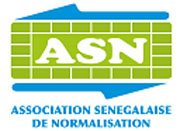 ASN
ASSOCIATION SENEGALAISE
DE NORMALISATION